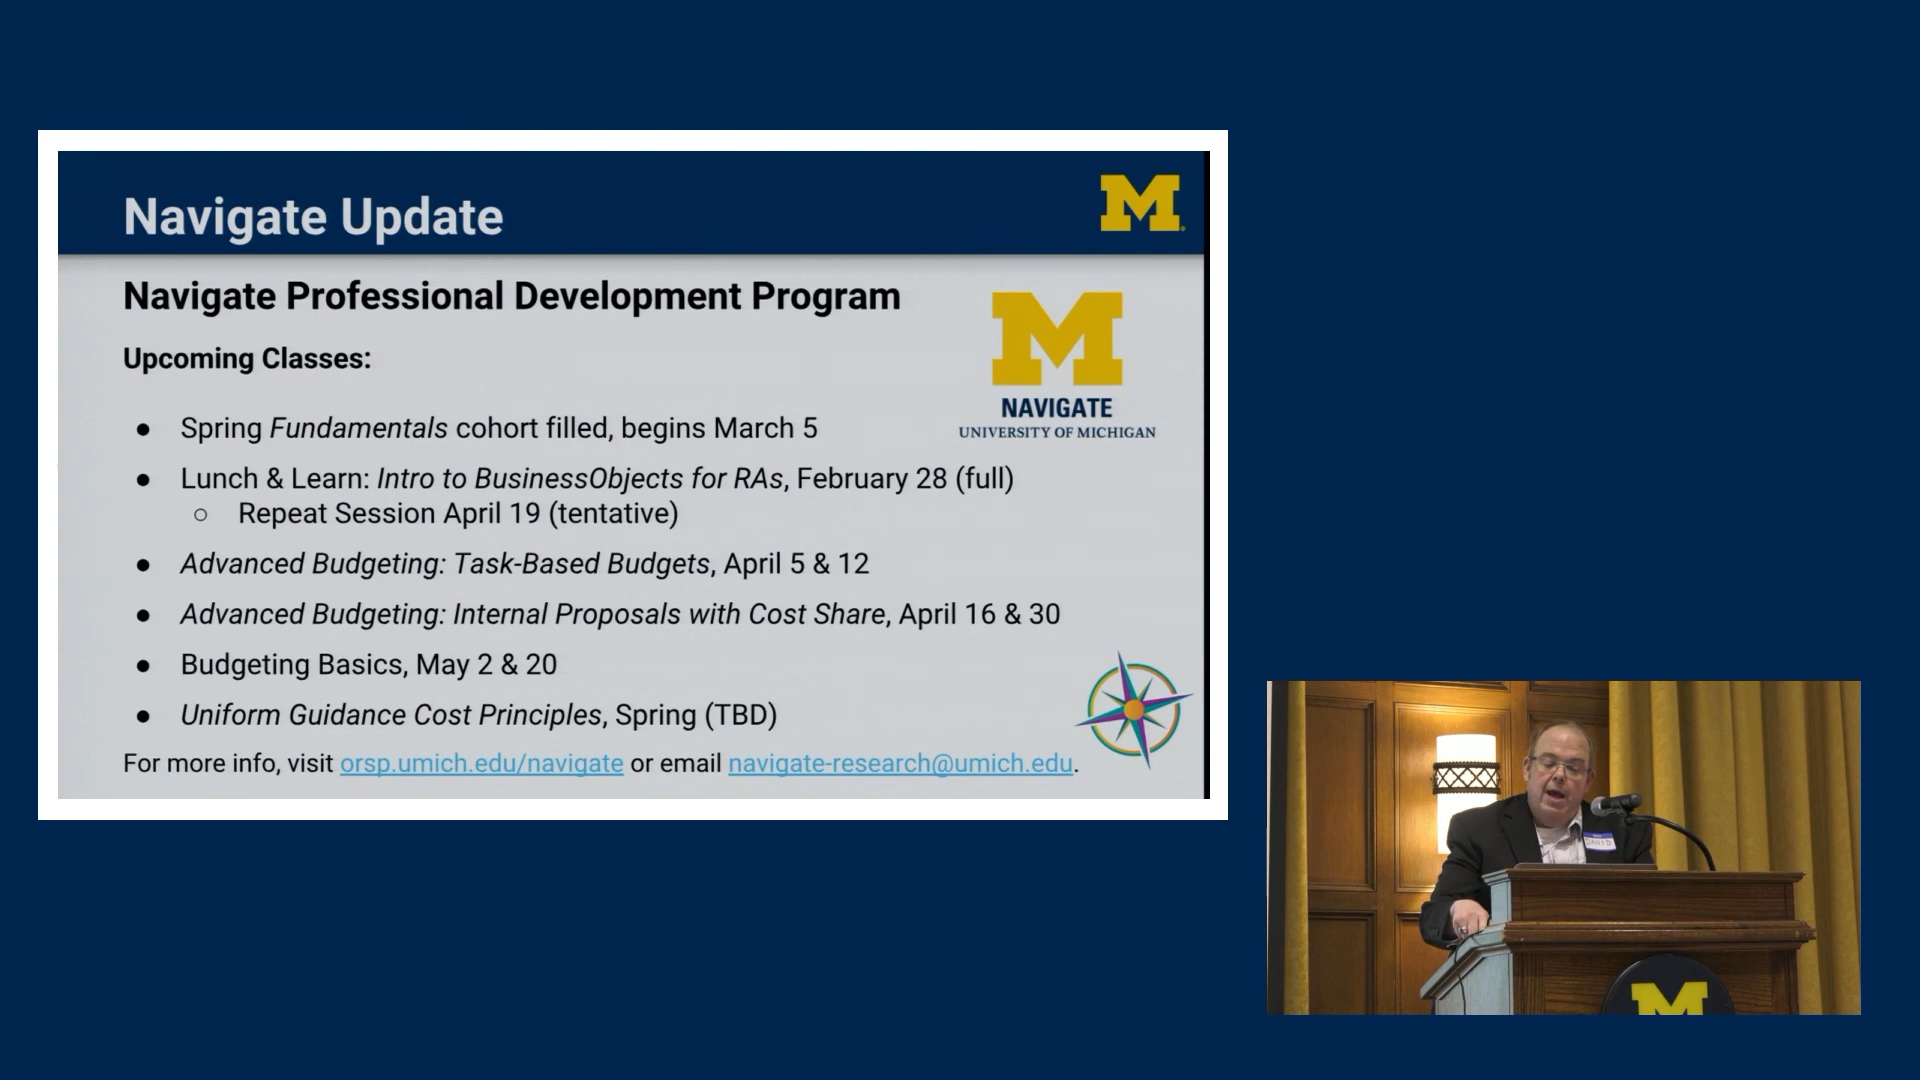 Navigate Update
M
Navigate Professional Development Program
M
NAVIGATE
UNIVERSITY OF MICHIGAN
Upcoming Classes:
● Spring Fundamentals cohort filled, begins March 5
● Lunch & Learn: Intro to BusinessObjects for RAs, February 28 (full)
○ Repeat Session April 19 (tentative)
● Advanced Budgeting: Task-Based Budgets, April 5 & 12
● Advanced Budgeting: Internal Proposals with Cost Share, April 16 & 30
● Budgeting Basics, May 2 & 20
● Uniform Guidance Cost Principles, Spring (TBD)
For more info, visit orsp.umich.edu/navigate or email navigate-research@umich.edu.
DAVID
M